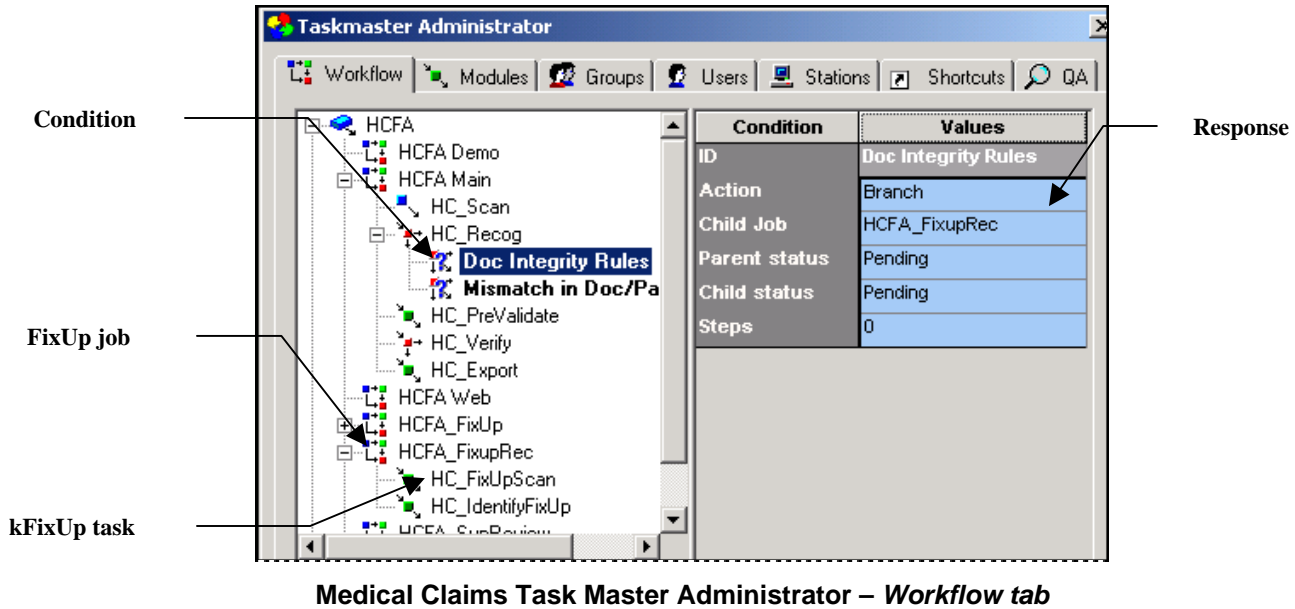 Taskmaster Administrator
Workflow Modules Groups Users Stations Shortcuts QA
Condition
FixUp job
kFixUp task
HCFA
HCFA Demo
HCFA Main
HC_Scan
HC_Recog
Doc Integrity Rules
Mismatch in Doc/Pa
HC_PreValidate
HC_Verify
HC_Export
HCFA Web
HCFA_FixUp
HCFA_FixupRec
HC_FixUpScan
HC_IdentifyFixUp
HCFA_SupReview
Condition Values
ID Doc Integrity Rules
Action Branch
Child Job HCFA_FixupRec
Parent status Pending
Child status Pending
Steps 0
Response
Medical Claims Task Master Administrator – Workflow tab